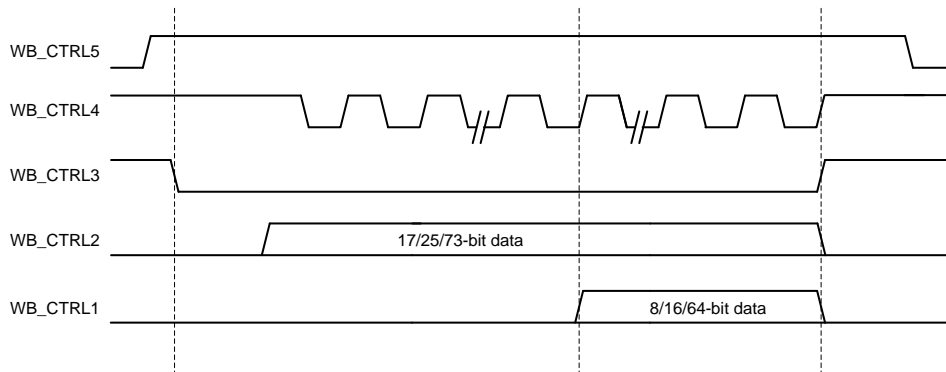 WB_CTRL5
WB_CTRL4
WB_CTRL3
WB_CTRL2
17/25/73-bit data
WB_CTRL1
8/16/64-bit data